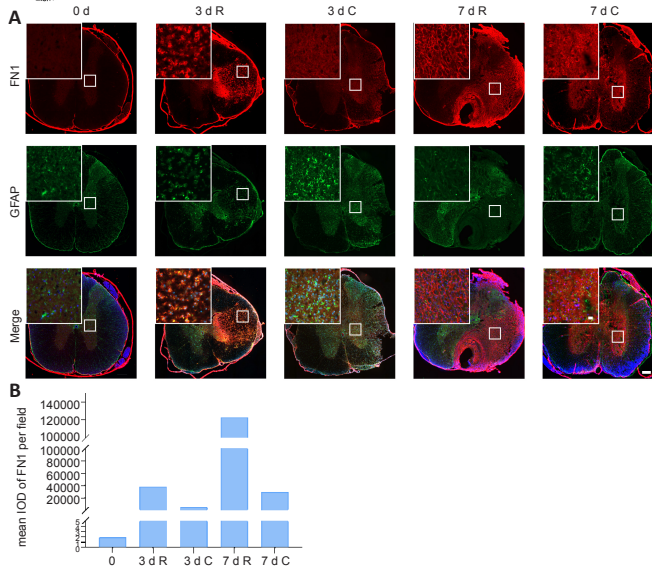 0 d 3 d R 3 d C 7 d R 7 d C
A
FN1
GFAP
Merge
B
mean IOD of FN1 per field
140000
120000
100000
100000
80000
60000
40000
20000
5
4
3
2
1
0
0 3 d R 3 d C 7 d R 7 d C